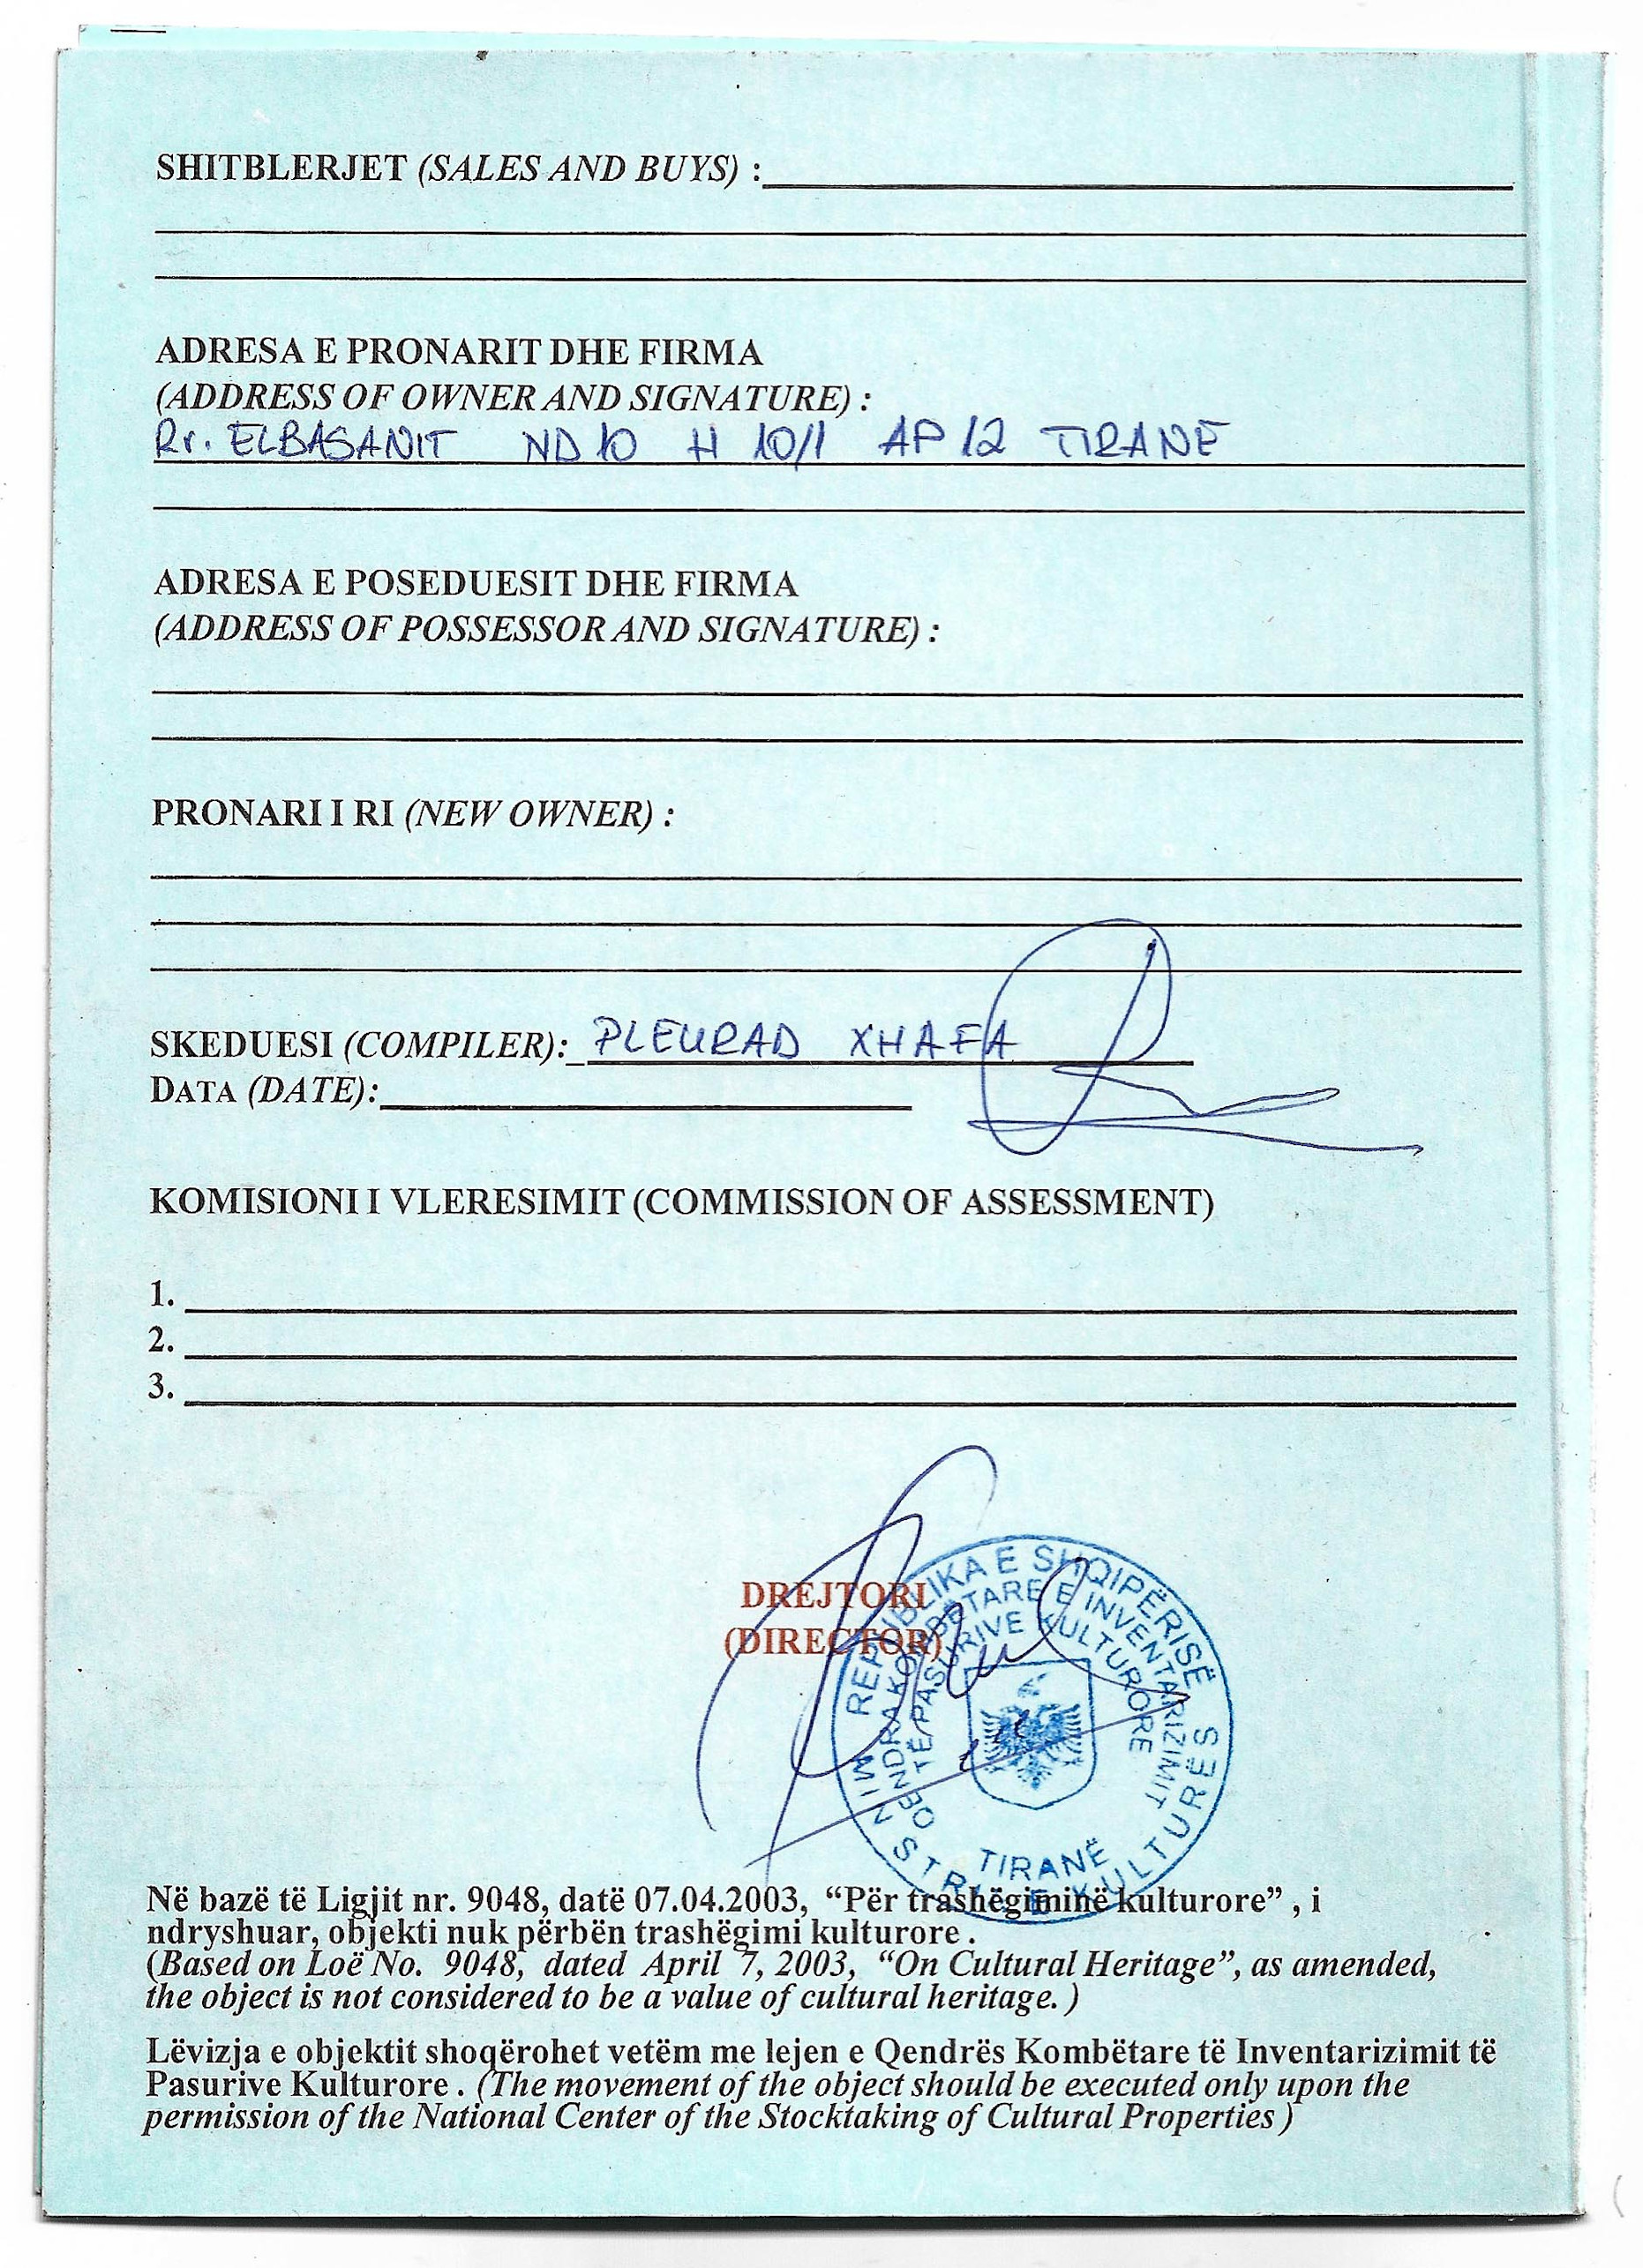 SHITBLERJET (SALES AND BUYS) :
ADRESA E PRONARIT DHE FIRMA
(ADDRESS OF OWNER AND SIGNATURE) :
Rr. ELBASANIT ND 10 H 10/1 AP 12 TIRANE
ADRESA E POSEDUESIT DHE FIRMA
(ADDRESS OF POSSESSOR AND SIGNATURE) :
PRONARI I RI (NEW OWNER) :
SKEDUESI (COMPILER): PLEURAD XHAFA
DATA (DATE):
KOMISIONI I VLERESIMIT (COMMISSION OF ASSESSMENT)
1.
2.
3.
DREJTORI
(DIRECTOR)
REPUBLIKA E SHQIPËRISË
QENDRA KOMBËTARE E INVENTARIZIMIT
TË PASURIVE KULTURORE
TIRANË
MINISTRIA E KULTURËS
Në bazë të Ligjit nr. 9048, datë 07.04.2003, “Për trashëgiminë kulturore” , i
ndryshuar, objekti nuk përbën trashëgimi kulturore .
(Based on Loë No. 9048, dated April 7, 2003, “On Cultural Heritage”, as amended,
the object is not considered to be a value of cultural heritage. )
Lëvizja e objektit shoqërohet vetëm me lejen e Qendrës Kombëtare të Inventarizimit të
Pasurive Kulturore . (The movement of the object should be executed only upon the
permission of the National Center of the Stocktaking of Cultural Properties )